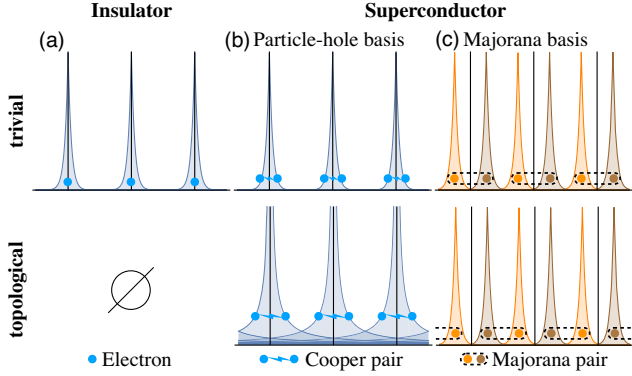 Insulator
Superconductor
(a)
(b) Particle-hole basis
(c) Majorana basis
trivial
topological
Electron
Cooper pair
Majorana pair